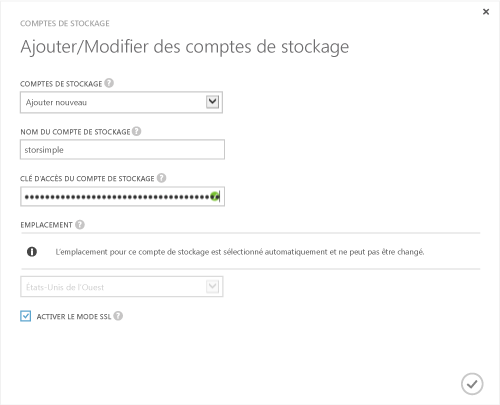 COMPTES DE STOCKAGE
Ajouter/Modifier des comptes de stockage
COMPTES DE STOCKAGE ?
Ajouter nouveau
NOM DU COMPTE DE STOCKAGE ?
storsimple
CLÉ D'ACCÈS DU COMPTE DE STOCKAGE ?
EMPLACEMENT ?
L'emplacement pour ce compte de stockage est sélectionné automatiquement et ne peut pas être changé.
États-Unis de l'Ouest
ACTIVER LE MODE SSL ?